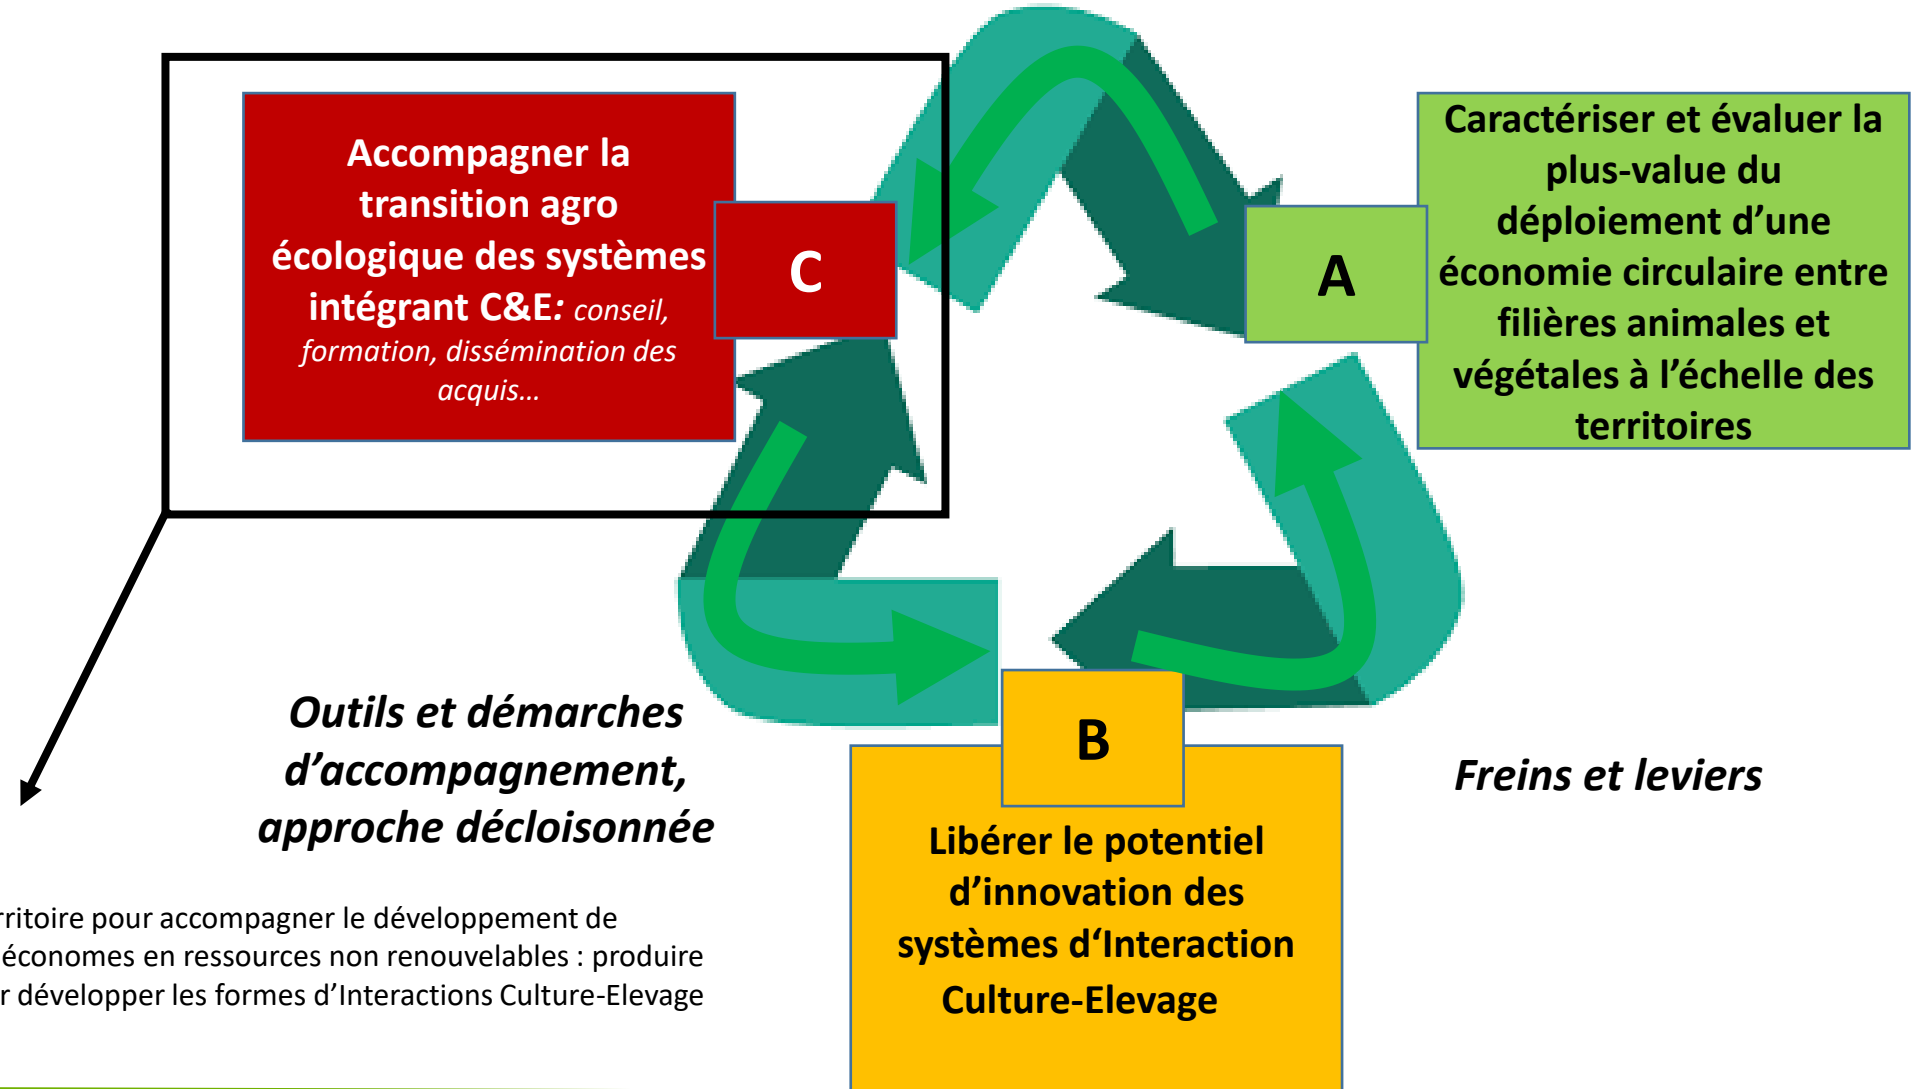 Accompagner la
transition agro
écologique des systèmes
intégrant C&E: conseil,
formation, dissémination des
acquis…
C
A
Caractériser et évaluer la
plus-value du
déploiement d’une
économie circulaire entre
filières animales et
végétales à l’échelle des
territoires
Outils et démarches
d’accompagnement,
approche décloisonnée
B
Libérer le potentiel
d’innovation des
systèmes d‘Interaction
Culture-Elevage
Freins et leviers
pour accompagner le développement de
économes en ressources non renouvelables : produire
développer les formes d’Interactions Culture-Elevage